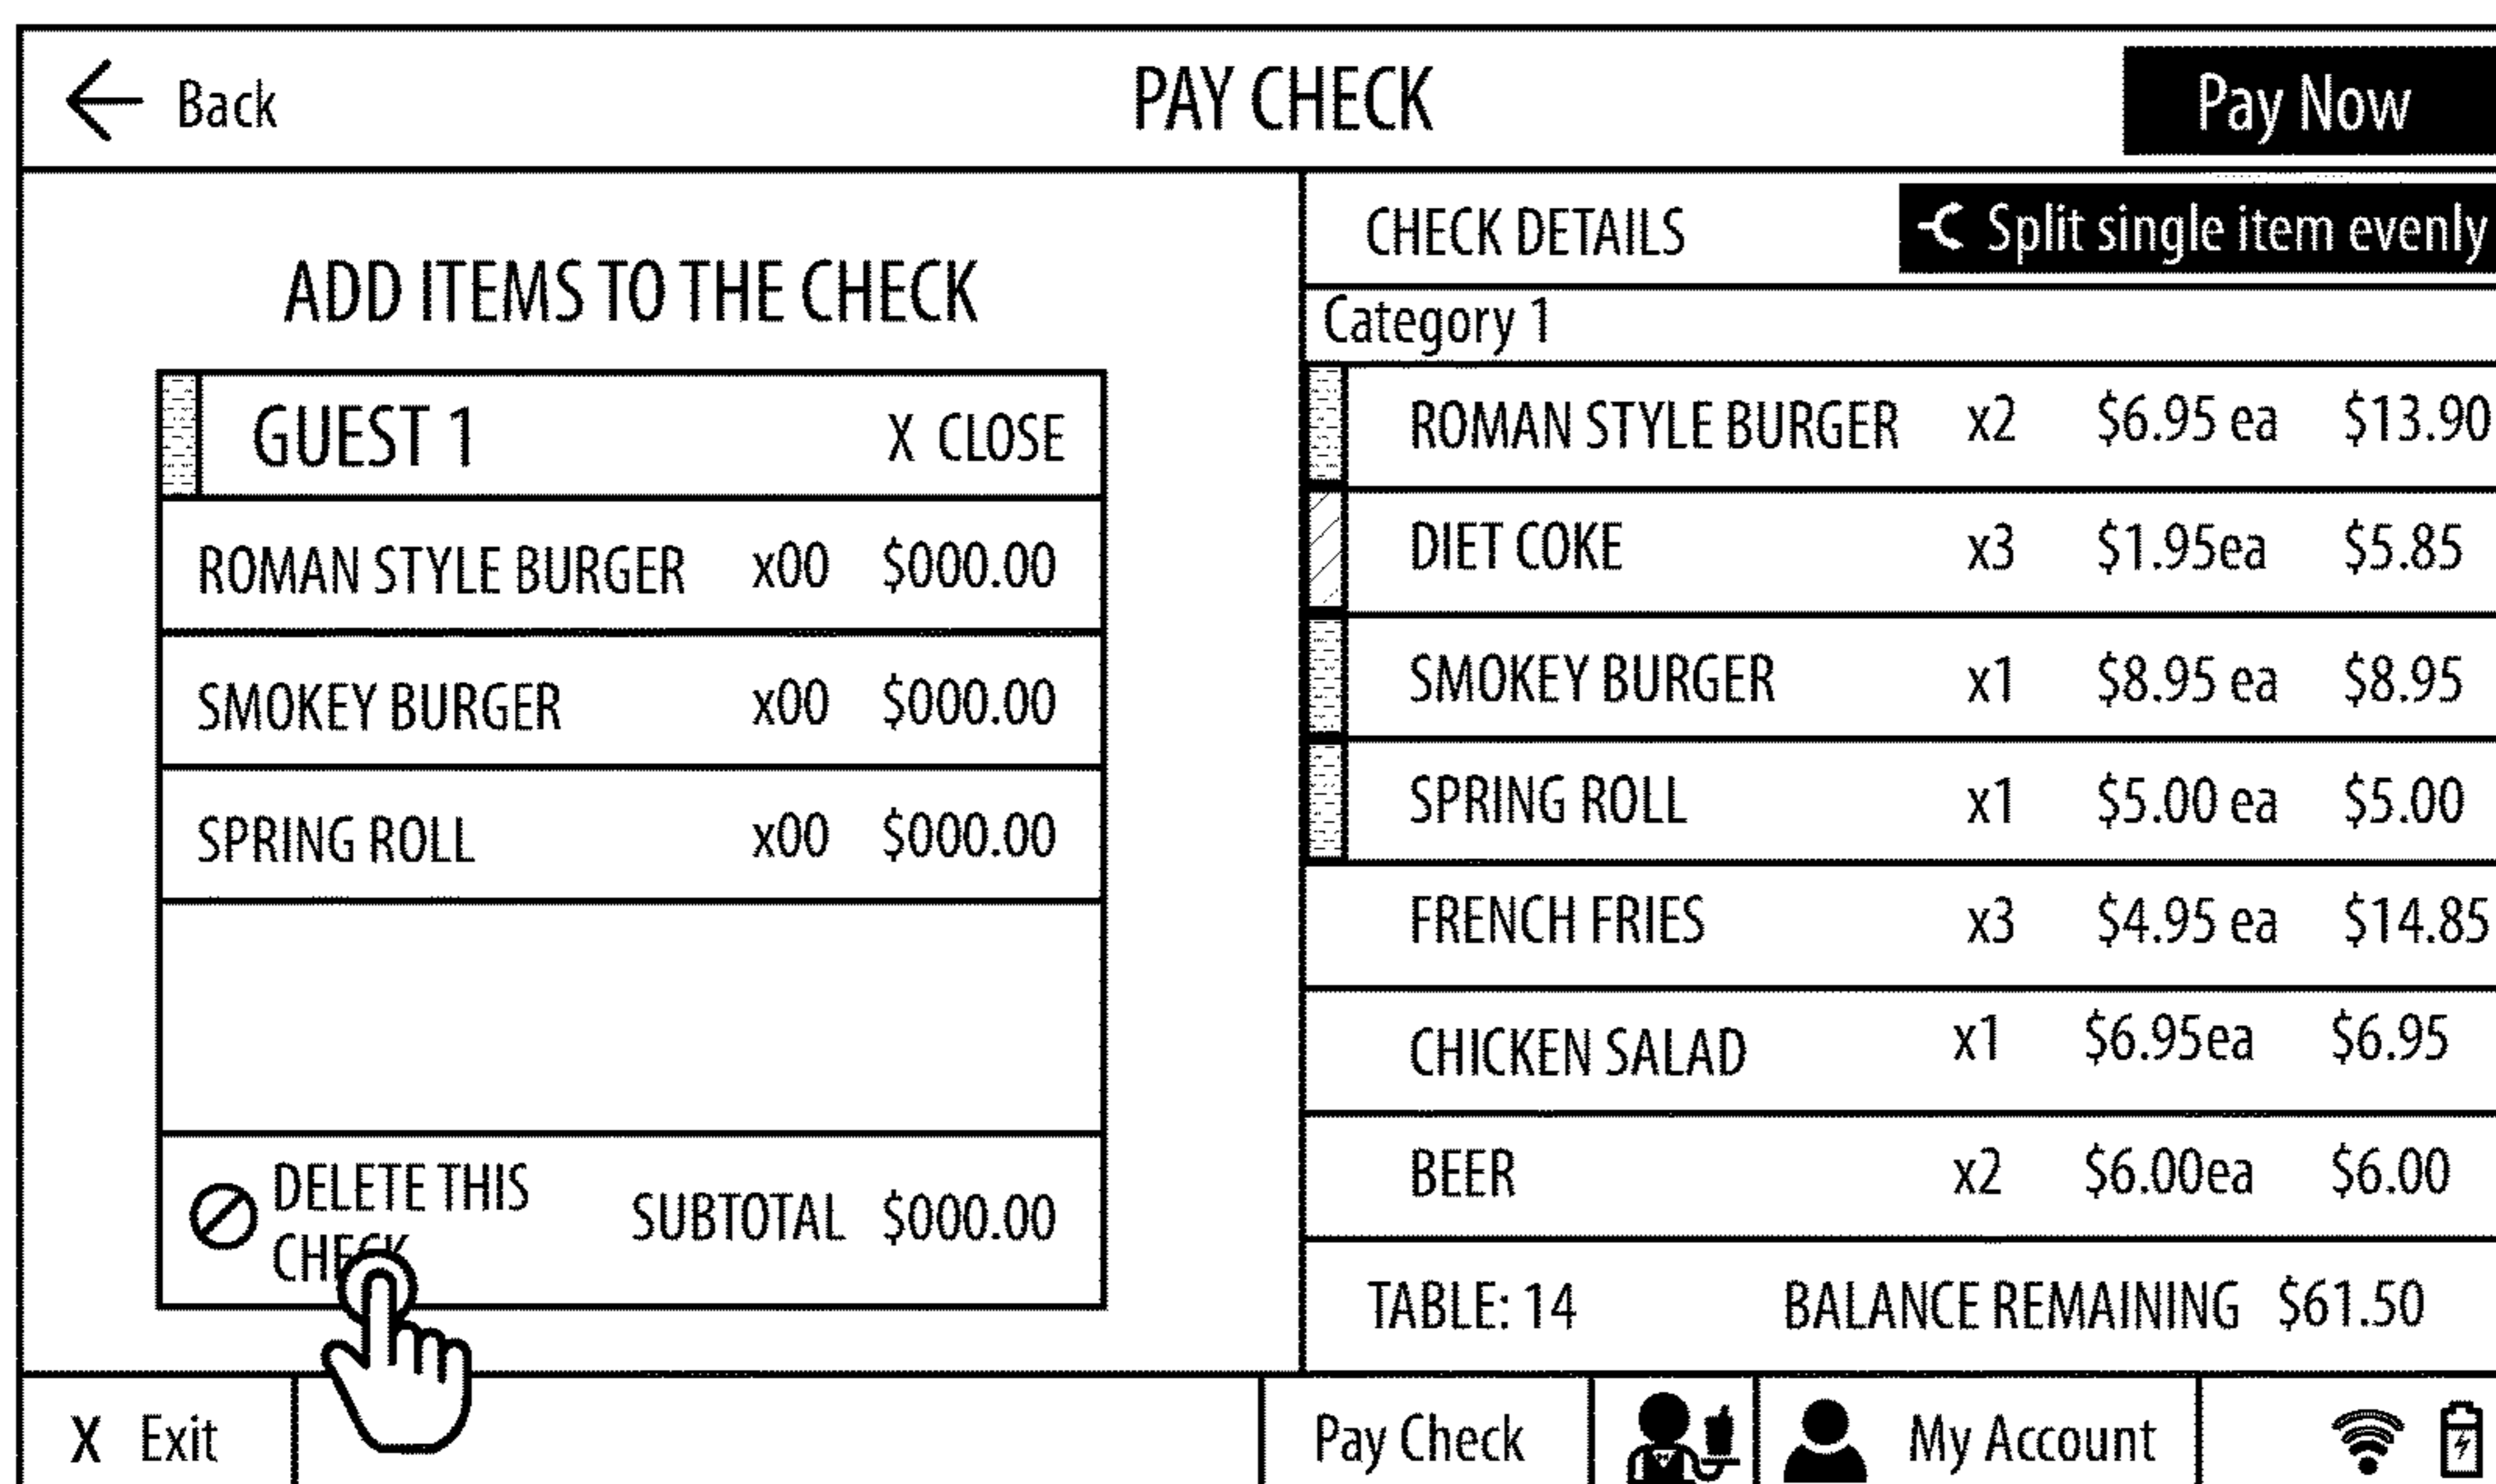 Back
PAY CHECK
Pay Now
ADD ITEMS TO THE CHECK
GUEST 1 X CLOSE
ROMAN STYLE BURGER x00 $000.00
SMOKEY BURGER x00 $000.00
SPRING ROLL x00 $000.00
DELETE THIS
CHECK
SUBTOTAL $000.00
CHECK DETAILS
Split single item evenly
Category 1
ROMAN STYLE BURGER x2 $6.95 ea $13.90
DIET COKE x3 $1.95ea $5.85
SMOKEY BURGER x1 $8.95 ea $8.95
SPRING ROLL x1 $5.00 ea $5.00
FRENCH FRIES x3 $4.95 ea $14.85
CHICKEN SALAD x1 $6.95ea $6.95
BEER x2 $6.00ea $6.00
TABLE: 14 BALANCE REMAINING $61.50
X Exit
Pay Check
My Account